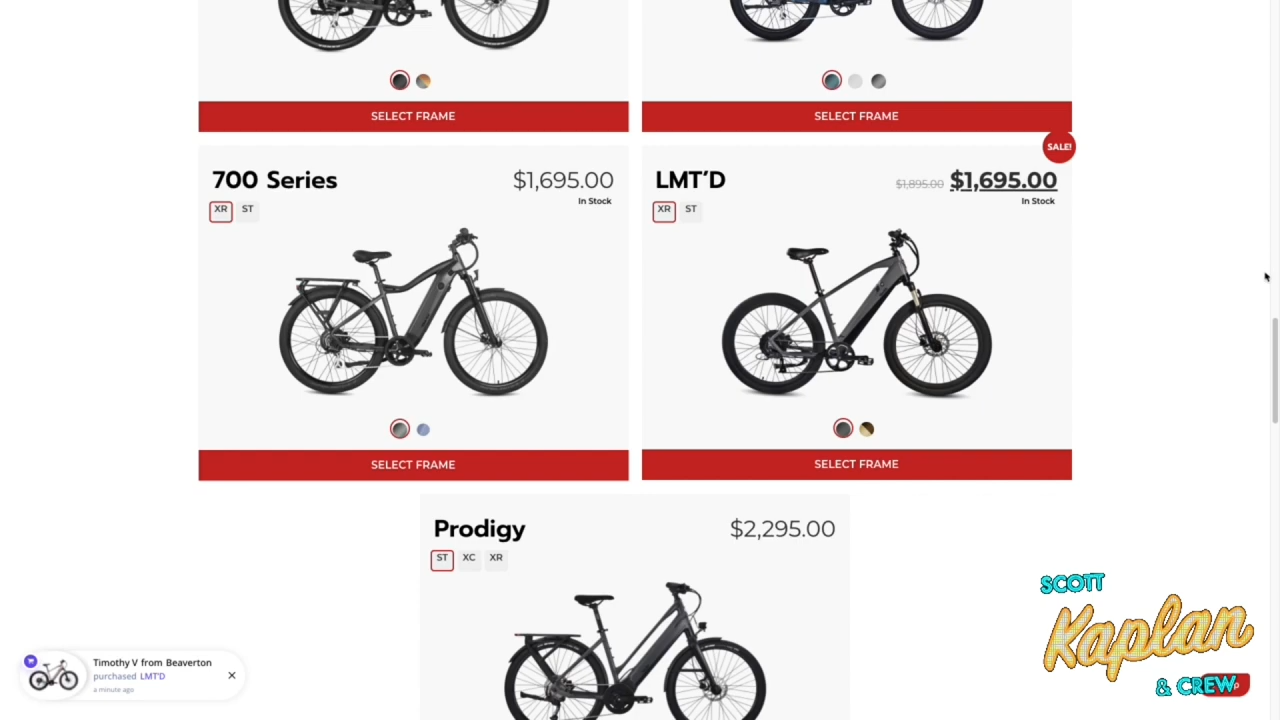 SELECT FRAME
SELECT FRAME
700 Series
$1,695.00
In Stock
XR ST
SALE!
LMT'D
$1,895.00 $1,695.00
In Stock
XR ST
SELECT FRAME
SELECT FRAME
Prodigy
$2,295.00
ST XC XR
Timothy V from Beaverton
purchased LMT'D
a minute ago
SCOTT
Kaplan
& CREW